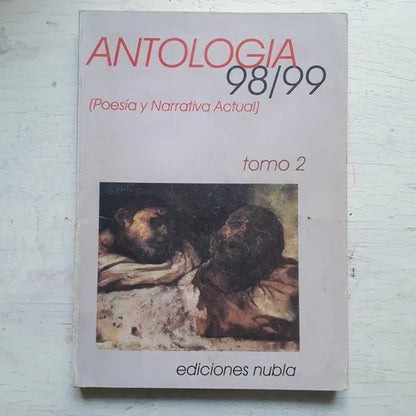 ANTOLOGIA
98/99
(Poesía y Narrativa Actual)
tomo 2
ediciones nubla